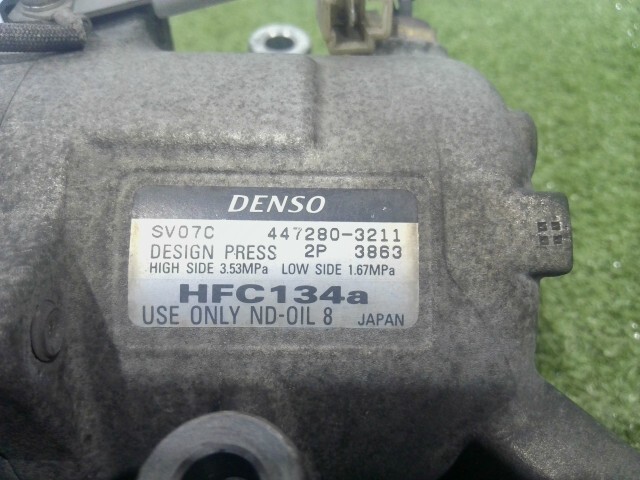 DENSO
SV07C 447280-3211
DESIGN PRESS 2P 3863
HIGH SIDE 3.53MPa LOW SIDE 1.67MPa
HFC134a
USE ONLY ND-OIL 8 JAPAN